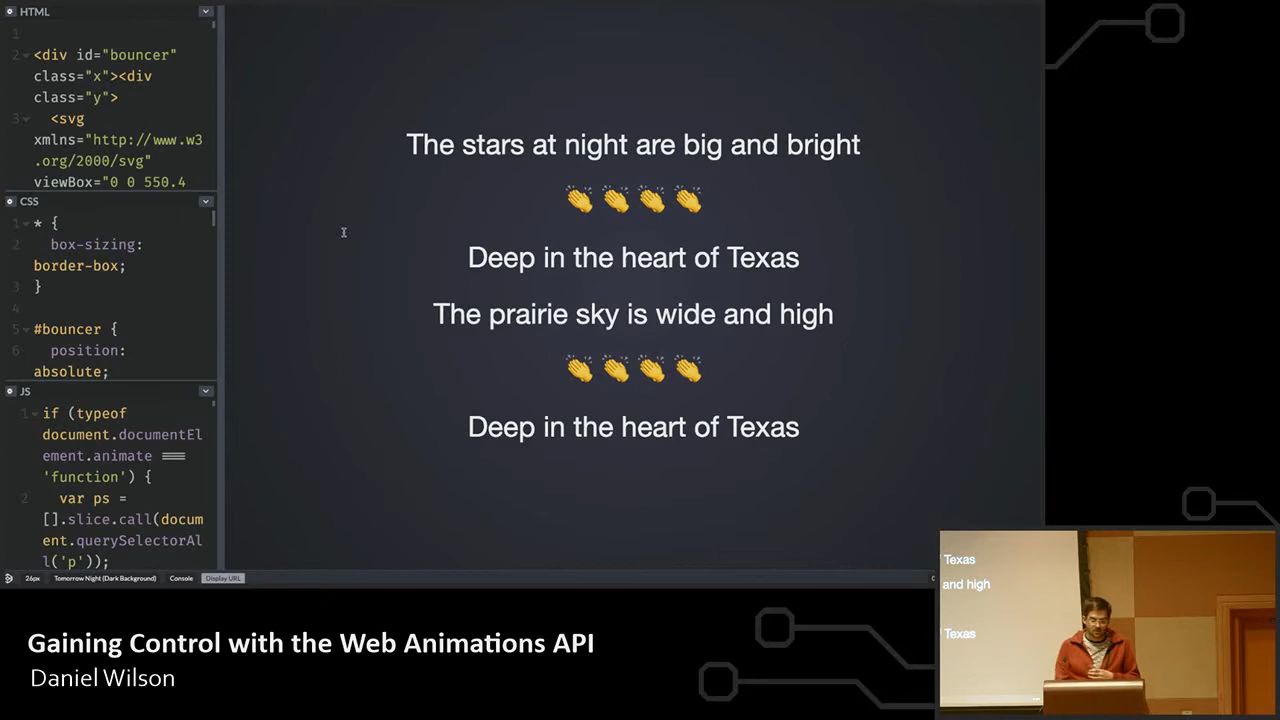 HTML
1
2 <div id="bouncer"
class="x"><div
class="y">
3 <svg
xmlns="http://www.w3
.org/2000/svg"
viewBox="0 0 550.4
CSS
1 * {
2 box-sizing:
border-box;
3 }
4
5 #bouncer {
6 position:
absolute;
JS
1 if (typeof
document.documentEl
ement.animate ===
'function') {
2 var ps =
[].slice.call(docum
ent.querySelectorAl
l('p'));
26px Tomorrow Night (Dark Background) Console Display URL
The stars at night are big and bright
👏 👏 👏 👏
Deep in the heart of Texas
The prairie sky is wide and high
👏 👏 👏 👏
Deep in the heart of Texas
Texas
and high
Texas
Gaining Control with the Web Animations API
Daniel Wilson